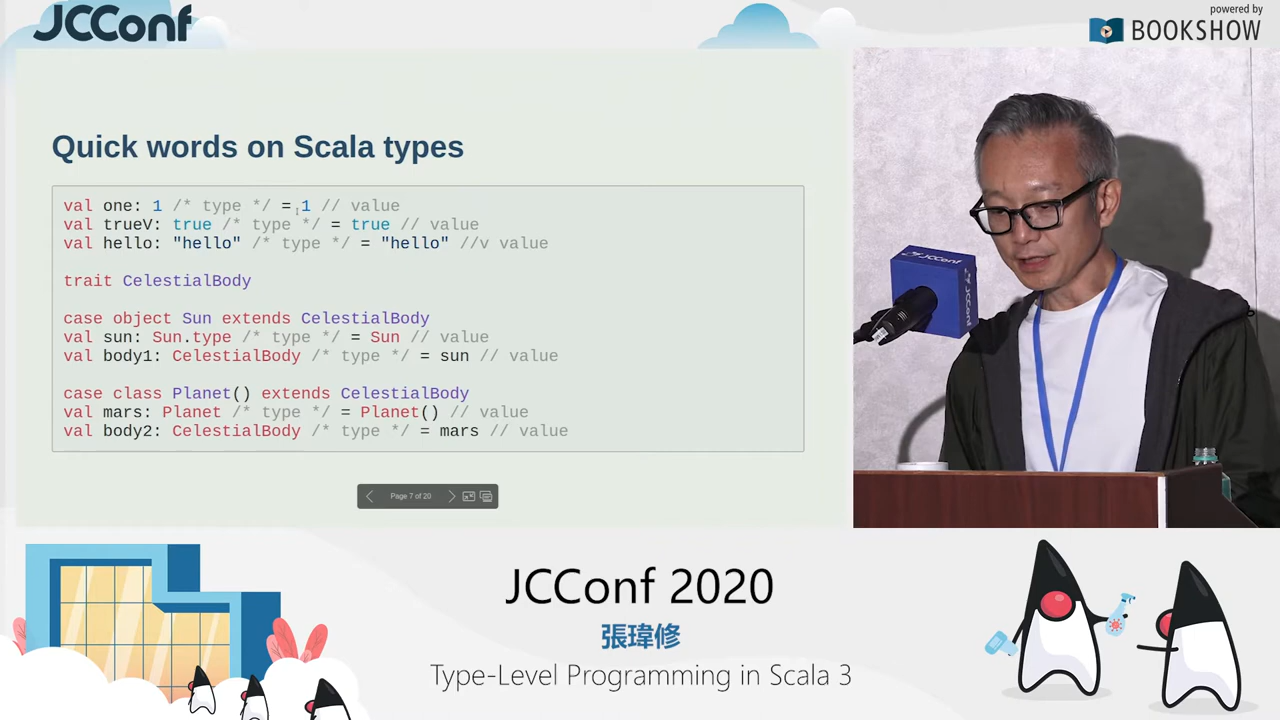 JCConf
powered by
BOOKSHOW
Quick words on Scala types
val one: 1 /* type */ = 1 // value
val trueV: true /* type */ = true // value
val hello: "hello" /* type */ = "hello" //v value
trait CelestialBody
case object Sun extends CelestialBody
val sun: Sun.type /* type */ = Sun // value
val body1: CelestialBody /* type */ = sun // value
case class Planet() extends CelestialBody
val mars: Planet /* type */ = Planet() // value
val body2: CelestialBody /* type */ = mars // value
Page 7 of 20
JCConf
JCConf
JCConf 2020
張瑋修
Type-Level Programming in Scala 3